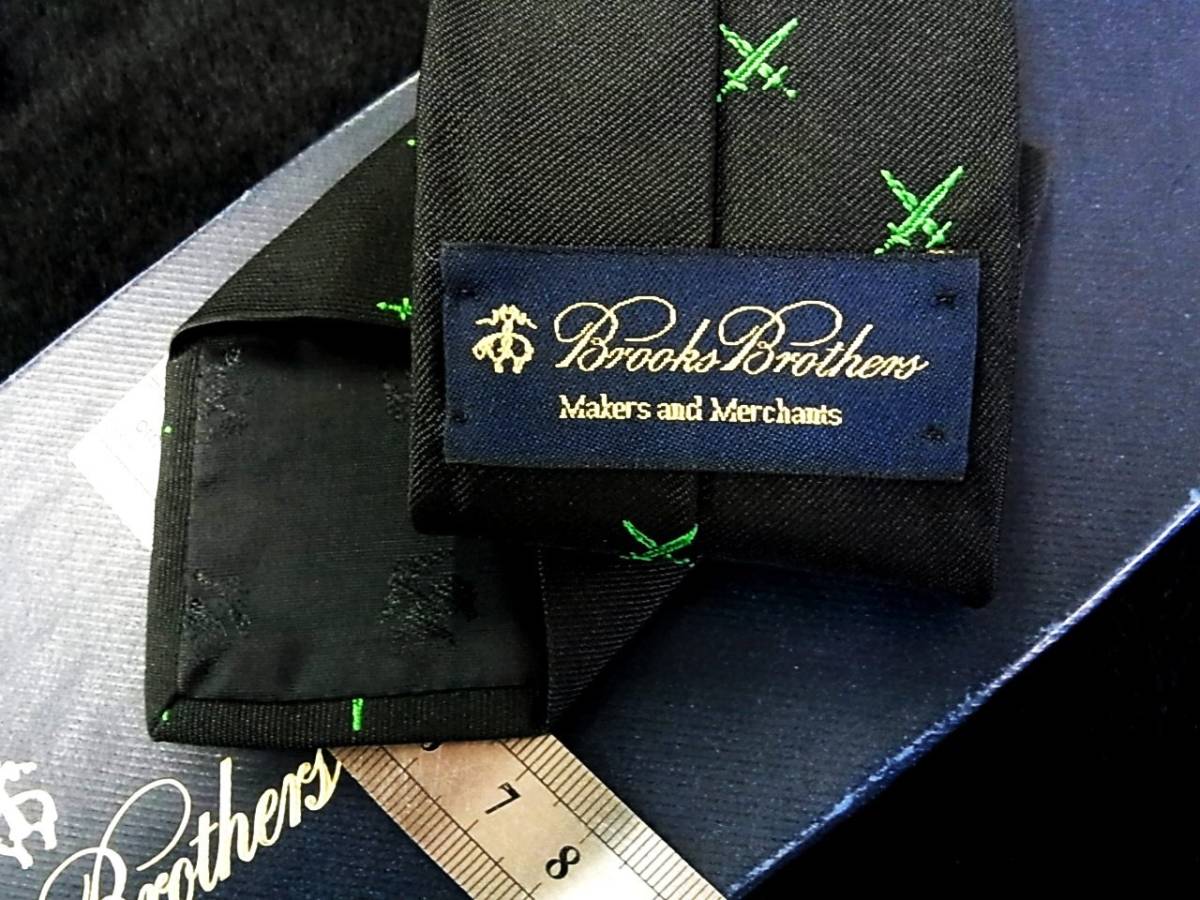 Brooks Brothers
Makers and Merchants
Brothers
7
8